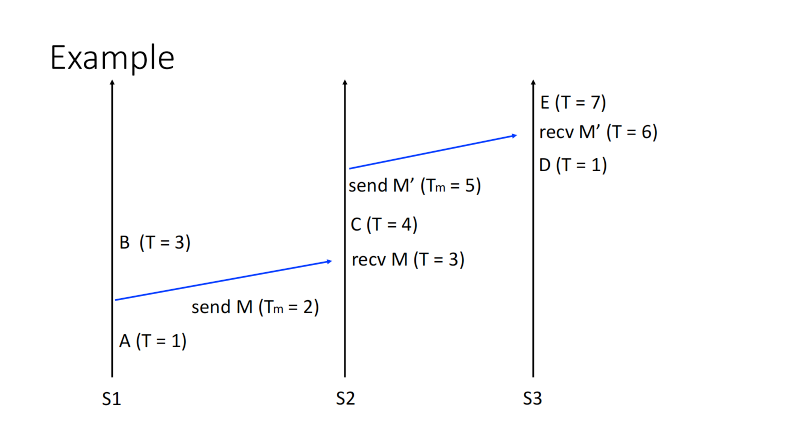 Example
E (T = 7)
recv M’ (T = 6)
D (T = 1)
send M’ (Tm = 5)
C (T = 4)
B (T = 3)
recv M (T = 3)
send M (Tm = 2)
A (T = 1)
S1
S2
S3